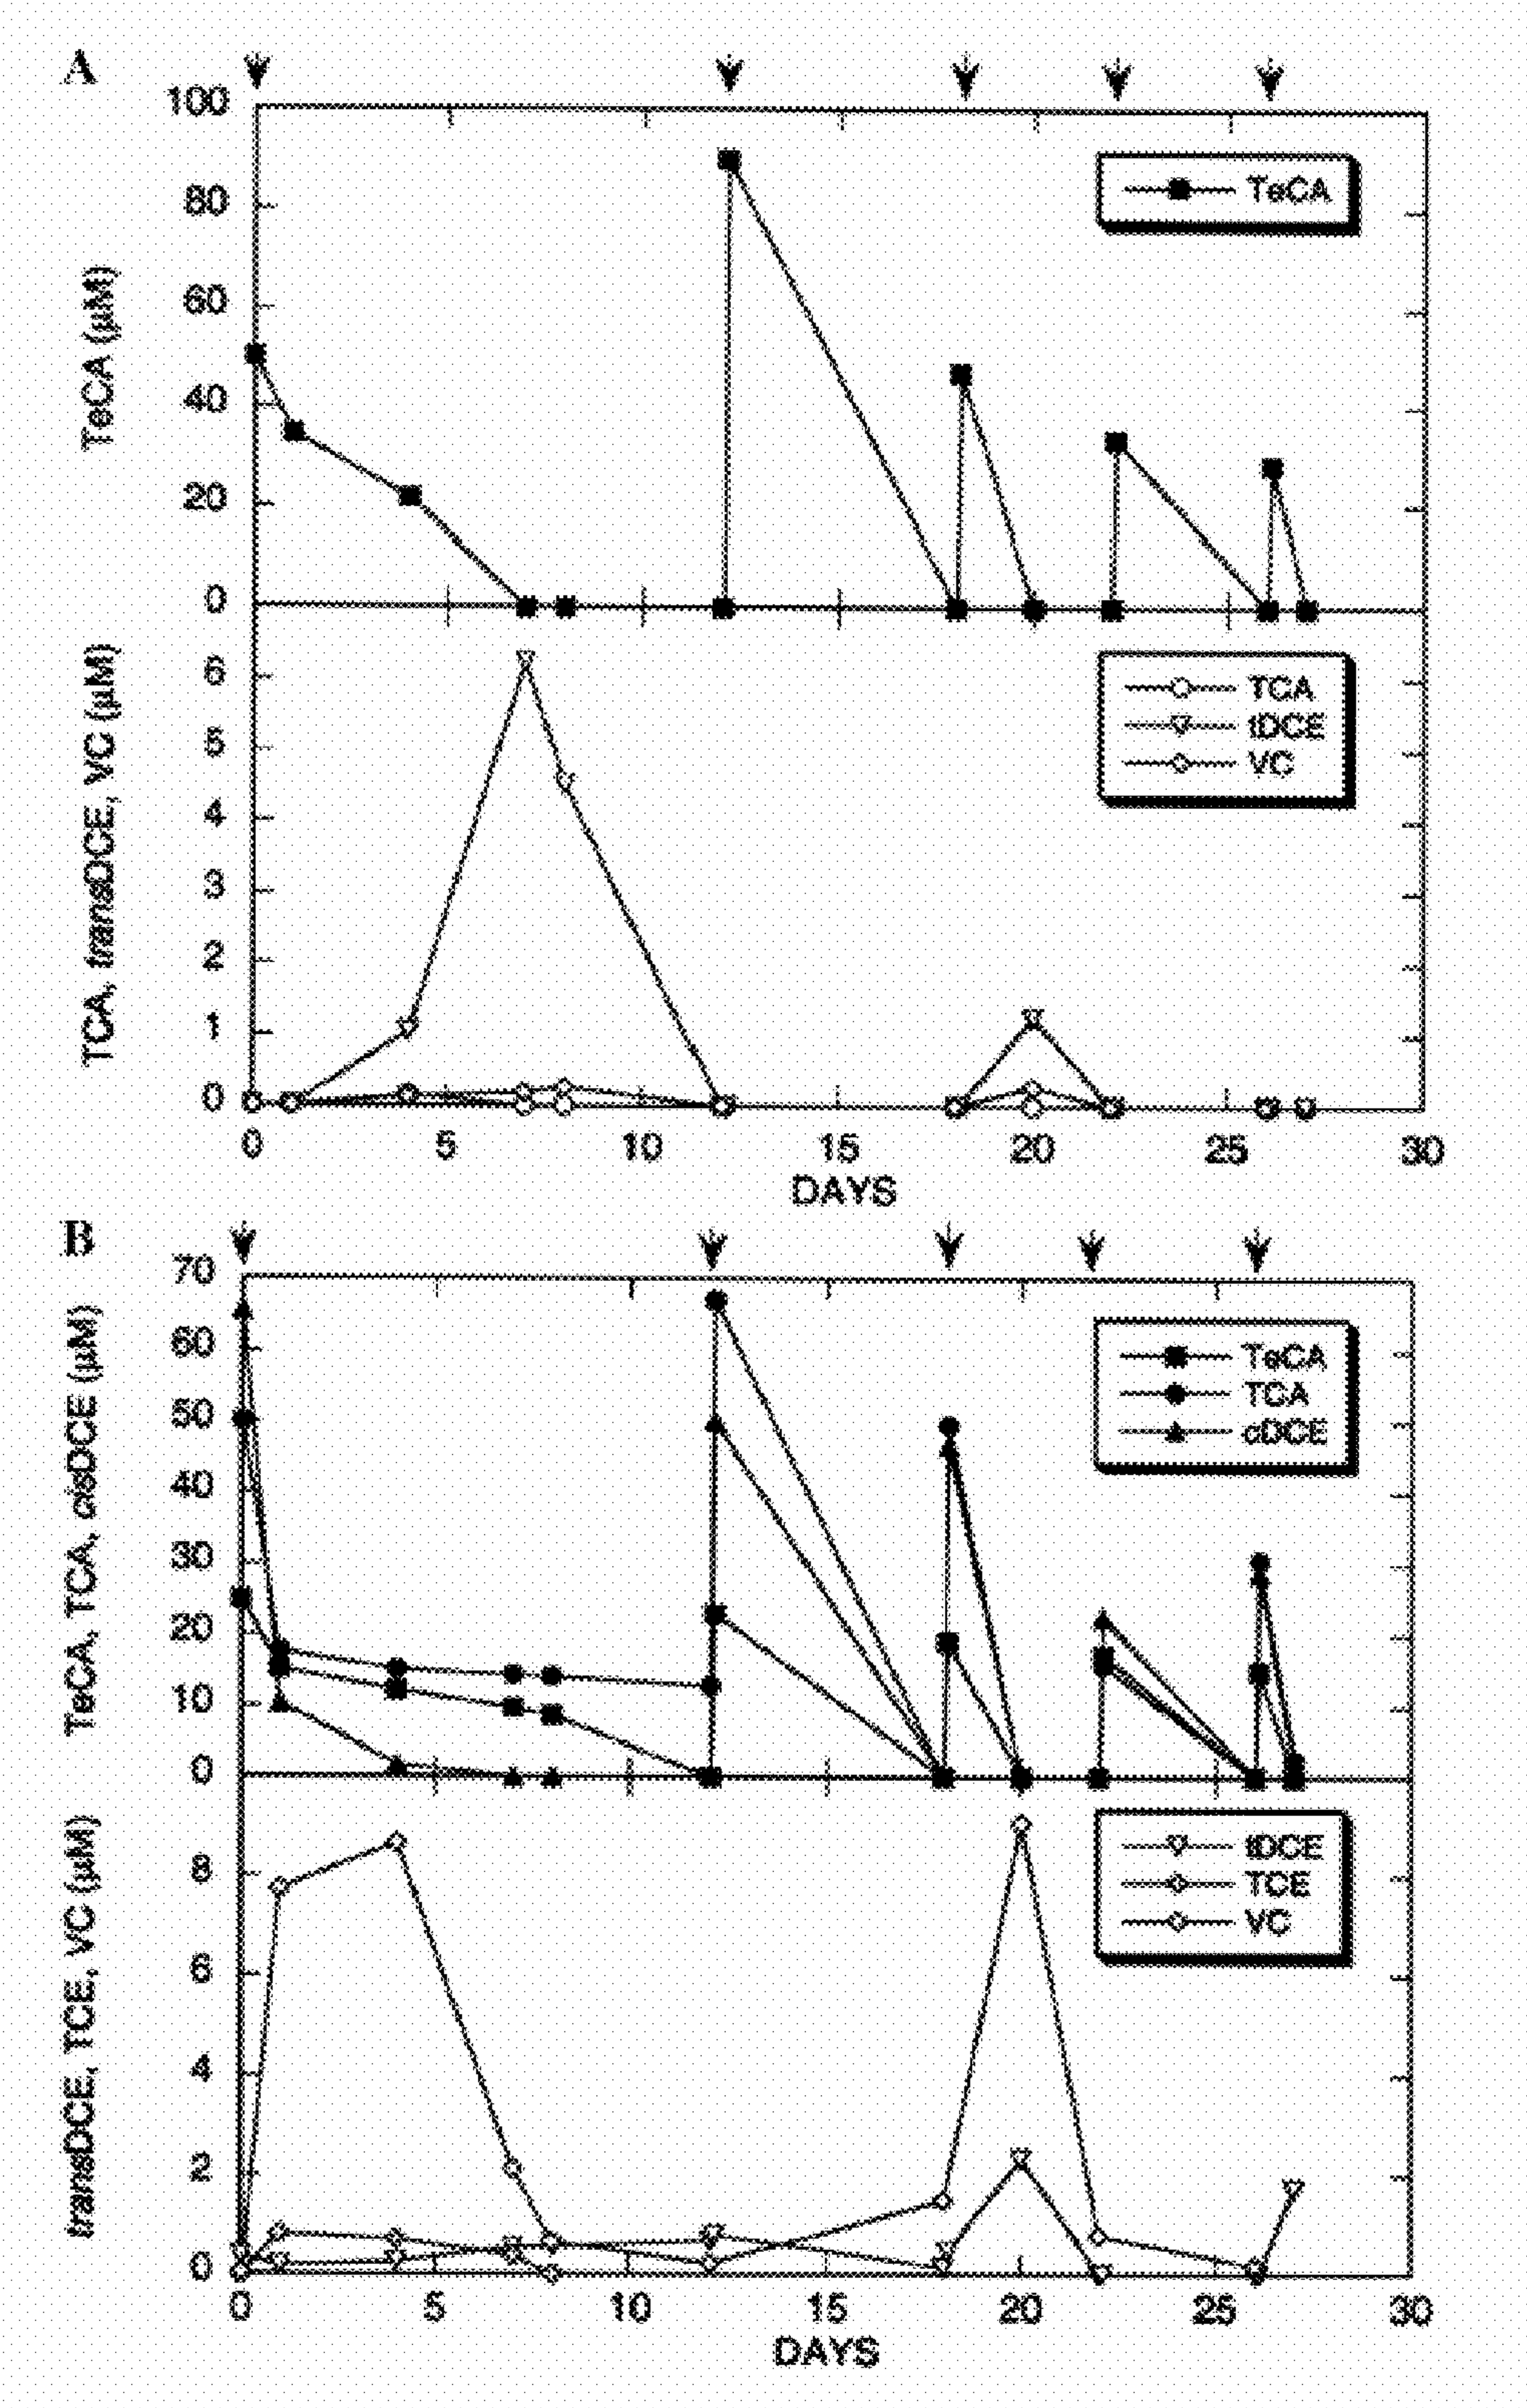 A
100
80
60
40
20
0
TeCA (µM)
TeCA
6
5
4
3
2
1
0
TCA, transDCE, VC (µM)
TCA
tDCE
VC
0 5 10 15 20 25 30
DAYS
B
70
60
50
40
30
20
10
0
TeCA, TCA, cisDCE (µM)
TeCA
TCA
cDCE
8
6
4
2
0
transDCE, TCE, VC (µM)
tDCE
TCE
VC
0 5 10 15 20 25 30
DAYS